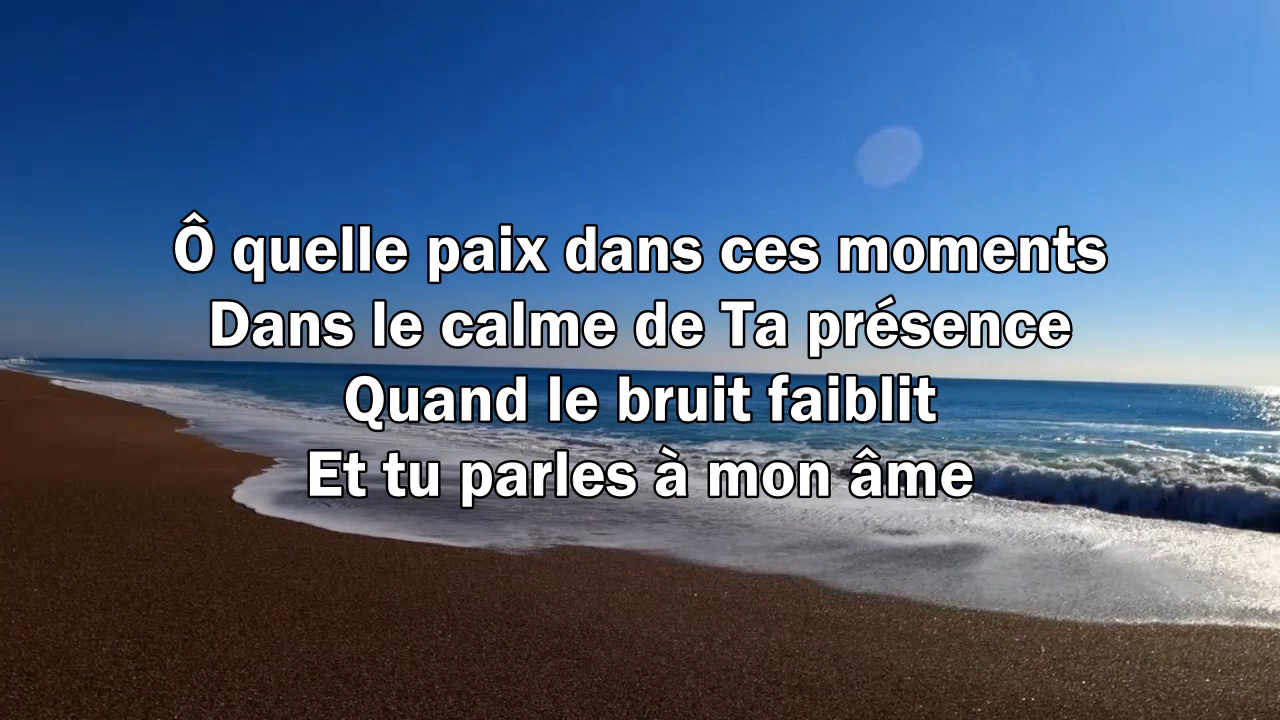 Ô quelle paix dans ces moments
Dans le calme de Ta présence
Quand le bruit faiblit
Et tu parles à mon âme